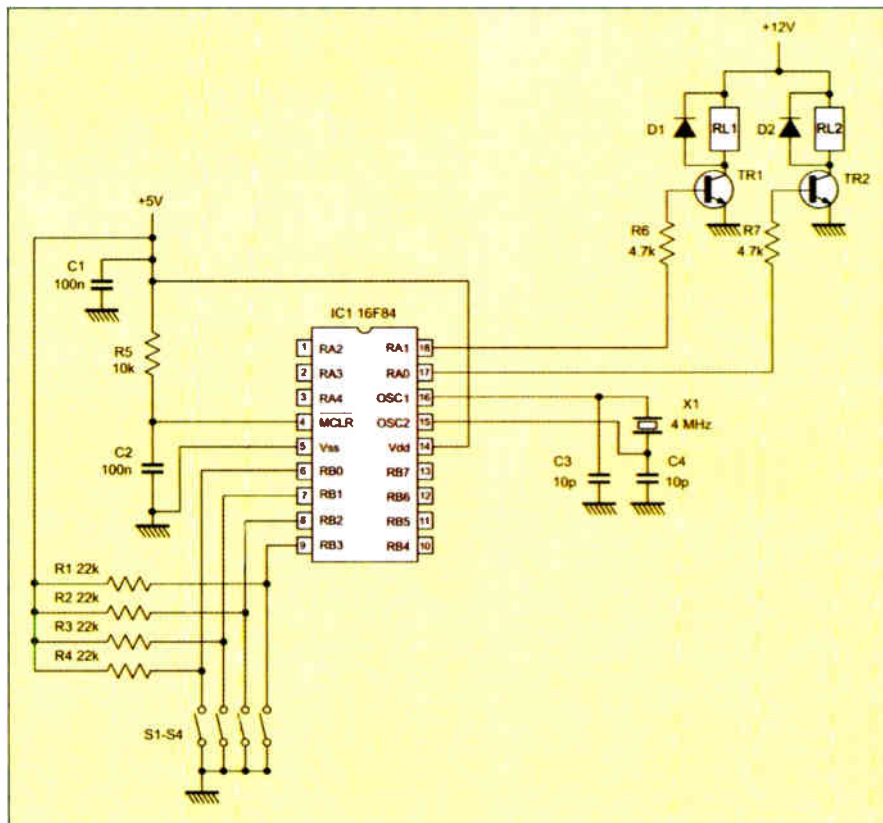 +12V
D1
RL1
D2
RL2
TR1
TR2
+5V
R6
4.7k
R7
4.7k
C1
100n
IC1 16F84
R5
10k
1 RA2 RA1 18
2 RA3 RA0 17
3 RA4 OSC1 16
4 MCLR OSC2 15
5 Vss Vdd 14
6 RB0 RB7 13
7 RB1 RB6 12
8 RB2 RB5 11
9 RB3 RB4 10
X1
4 MHz
C2
100n
C3
10p
C4
10p
R1 22k
R2 22k
R3 22k
R4 22k
S1-S4